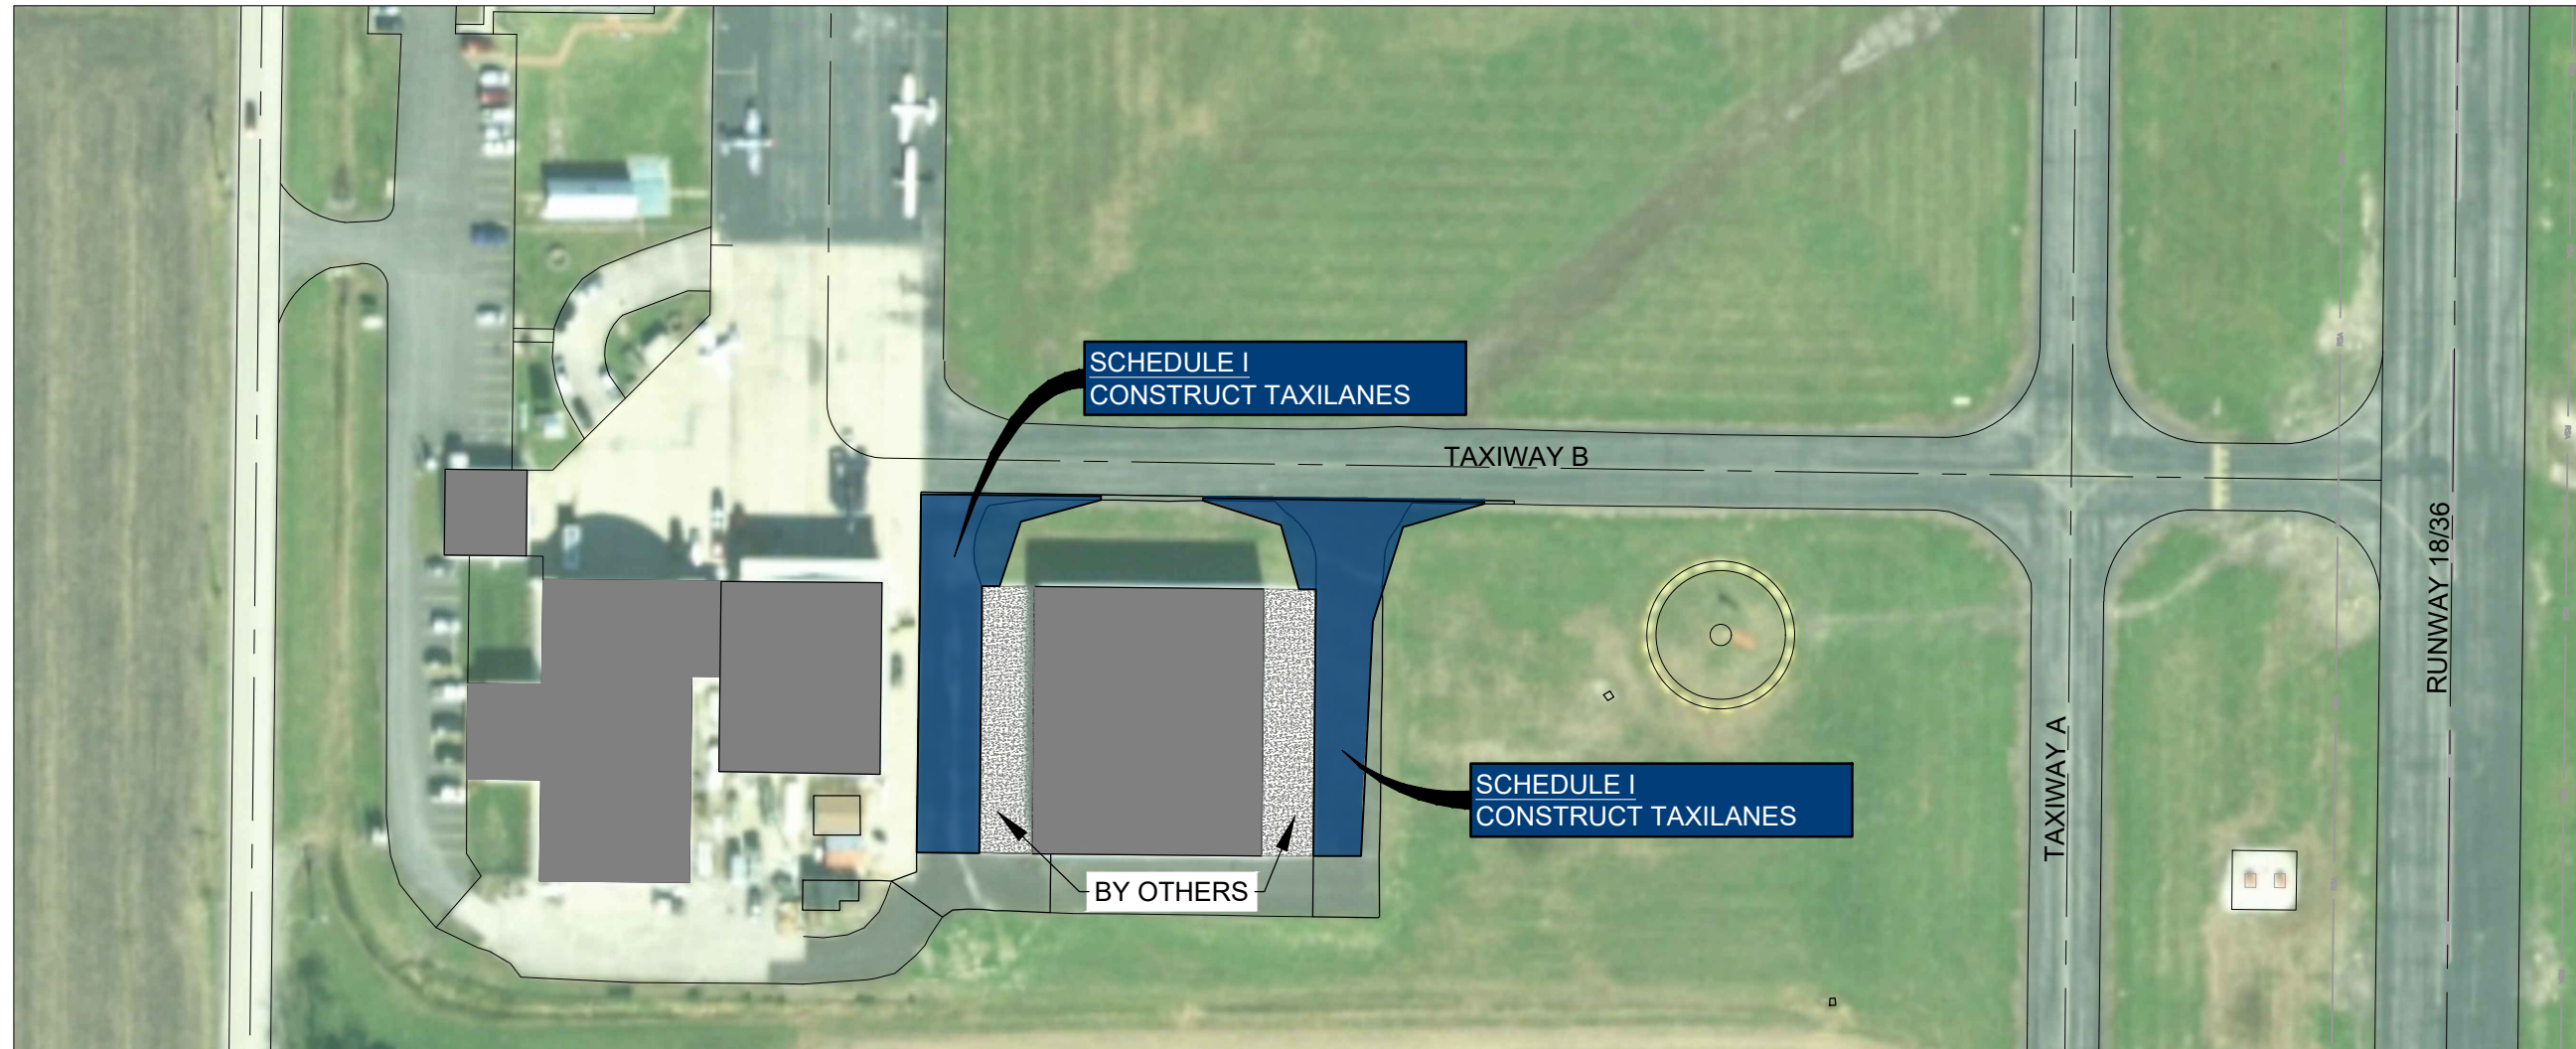 SCHEDULE I
CONSTRUCT TAXILANES
TAXIWAY B
RUNWAY 18/36
TAXIWAY A
SCHEDULE I
CONSTRUCT TAXILANES
BY OTHERS